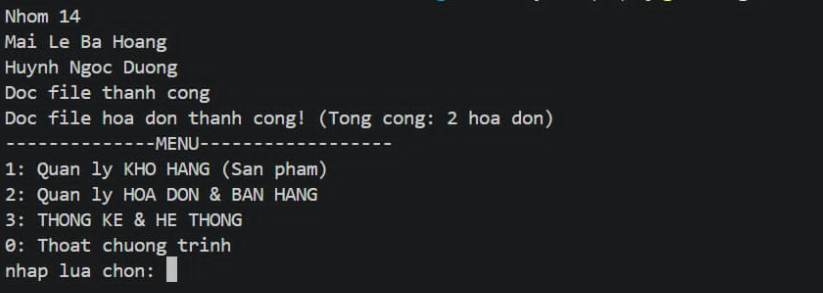 Nhom 14
Mai Le Ba Hoang
Huynh Ngoc Duong
Doc file thanh cong
Doc file hoa don thanh cong! (Tong cong: 2 hoa don)
--------------MENU------------------
1: Quan ly KHO HANG (San pham)
2: Quan ly HOA DON & BAN HANG
3: THONG KE & HE THONG
0: Thoat chuong trinh
nhap lua chon: